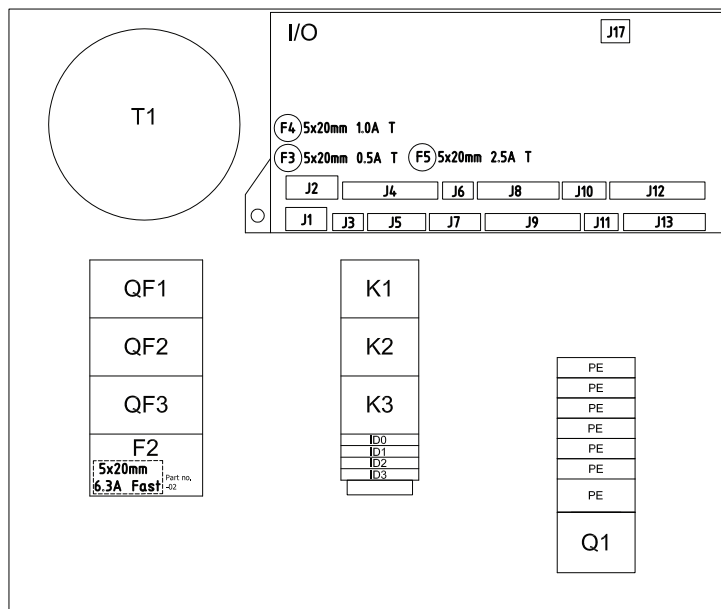 I/O
J17
T1
F4 5x20mm 1.0A T
F3 5x20mm 0.5A T F5 5x20mm 2.5A T
J2 J4 J6 J8 J10 J12
J1 J3 J5 J7 J9 J11 J13
QF1
QF2
QF3
F2
5x20mm
6.3A Fast
Part no.
-02
K1
K2
K3
ID0
ID1
ID2
ID3
PE
PE
PE
PE
PE
PE
PE
Q1